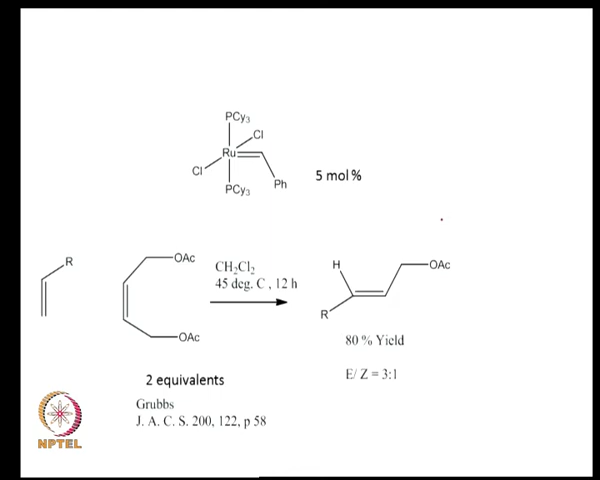 PCy3
Cl
Ru
Cl
PCy3
Ph
5 mol%
R
OAc
OAc
CH2Cl2
45 deg. C , 12 h
H
OAc
R
80 % Yield
E/ Z = 3:1
2 equivalents
Grubbs
J. A. C. S. 200, 122, p 58
NPTEL